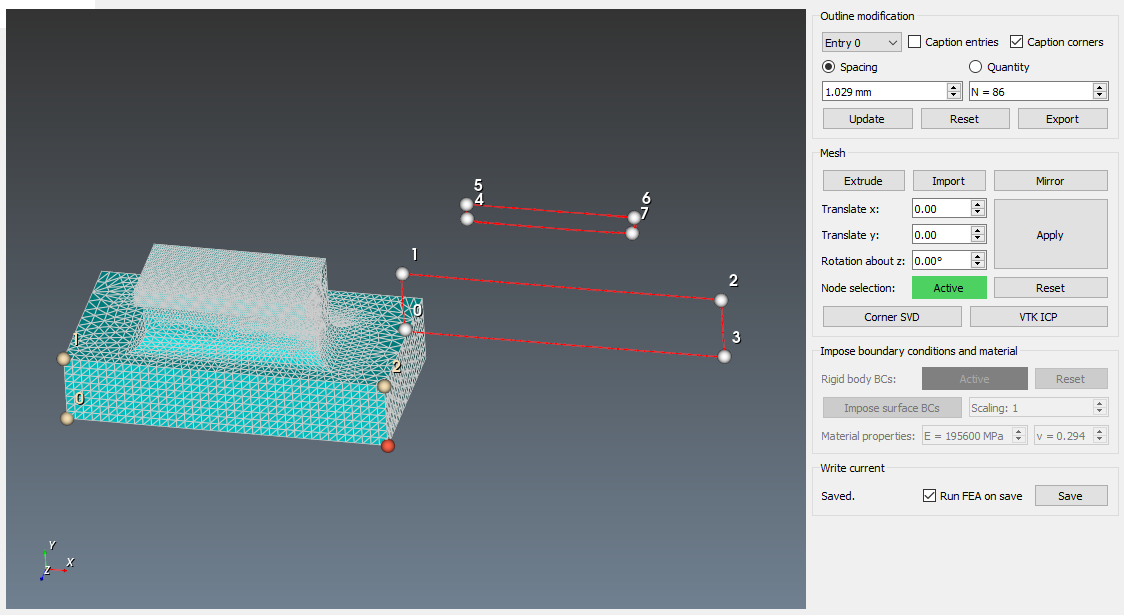 Outline modification
Entry 0 Caption entries Caption corners
Spacing Quantity
1.029 mm N = 86
Update Reset Export
Mesh
Extrude Import Mirror
Translate x: 0.00
Translate y: 0.00 Apply
Rotation about z: 0.00°
Node selection: Active Reset
Corner SVD VTK ICP
Impose boundary conditions and material
Rigid body BCs: Active Reset
Impose surface BCs Scaling: 1
Material properties: E = 195600 MPa v = 0.294
Write current
Saved. Run FEA on save Save
5
4
6
7
1
2
0
3
1
2
0
Y
X
Z